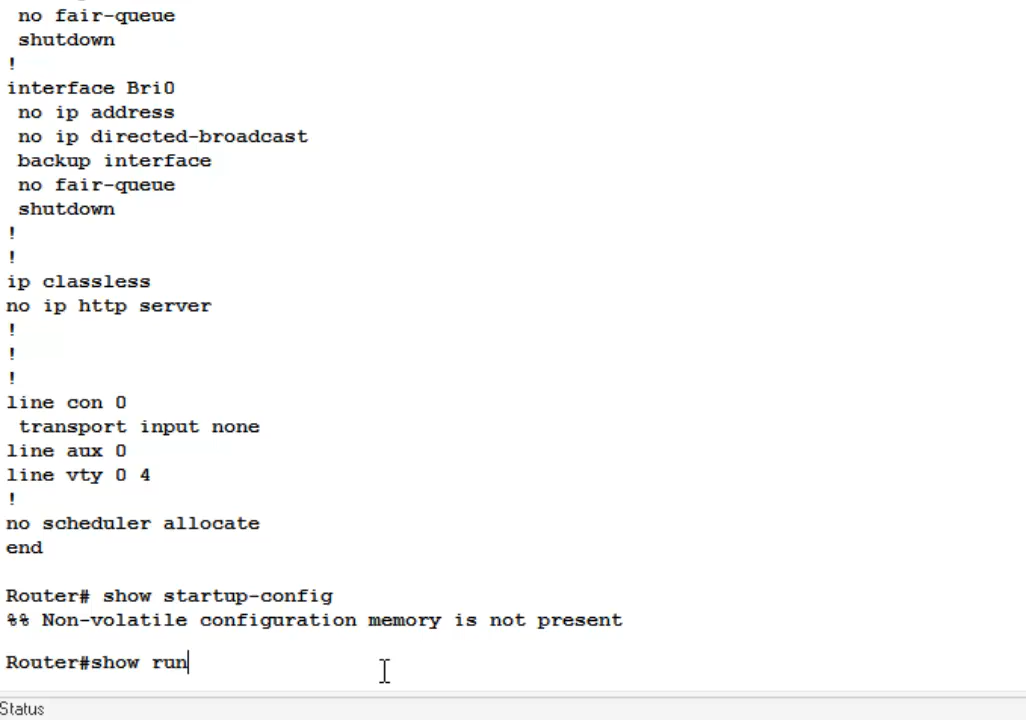 no fair-queue
shutdown
!
interface Bri0
no ip address
no ip directed-broadcast
backup interface
no fair-queue
shutdown
!
!
ip classless
no ip http server
!
!
!
line con 0
transport input none
line aux 0
line vty 0 4
!
no scheduler allocate
end
Router# show startup-config
%% Non-volatile configuration memory is not present
Router#show run
Status